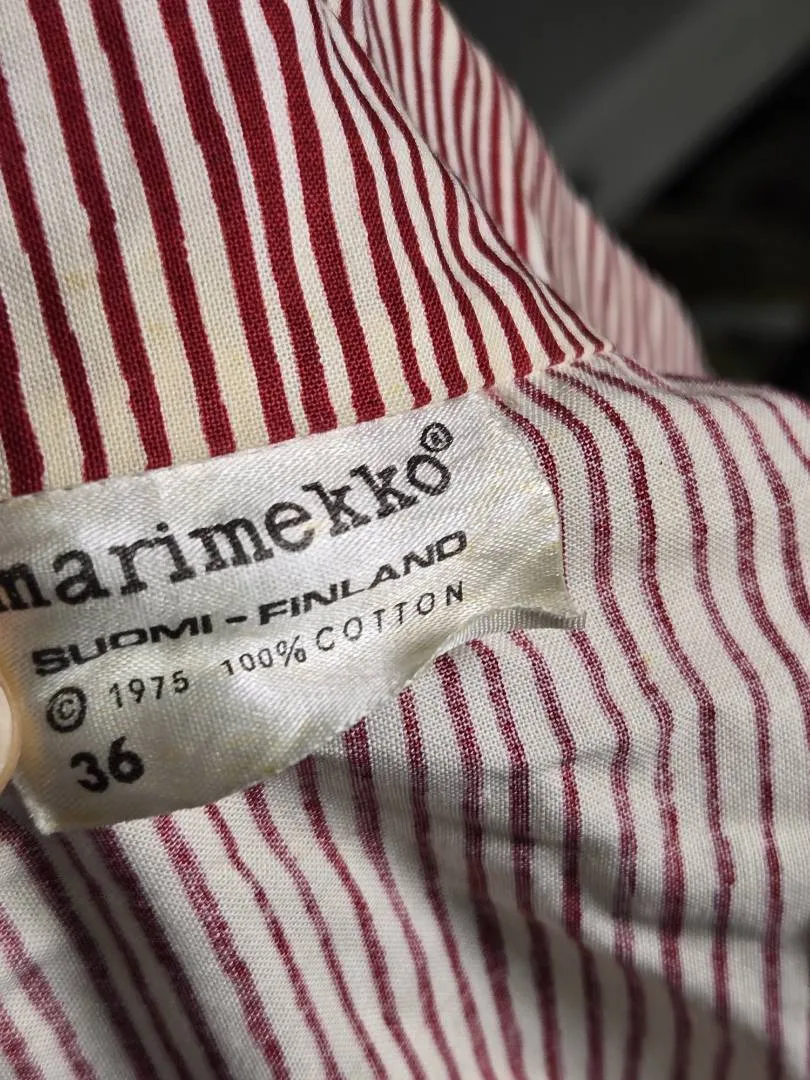 marimekko®
SUOMI-FINLAND
© 1975 100% COTTON
36